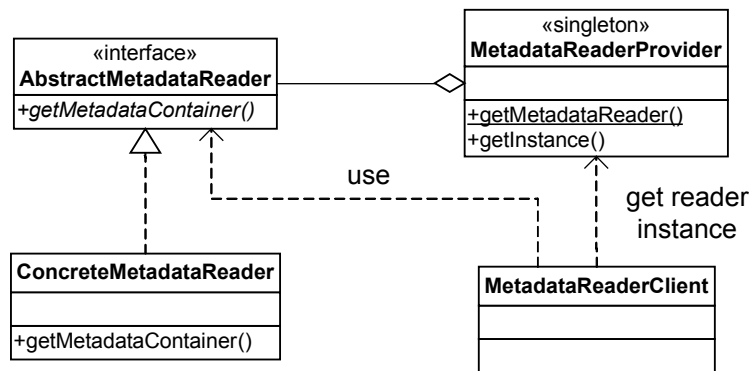 «interface»
AbstractMetadataReader
+getMetadataContainer()
«singleton»
MetadataReaderProvider
+getMetadataReader()
+getInstance()
use
get reader
instance
ConcreteMetadataReader
+getMetadataContainer()
MetadataReaderClient